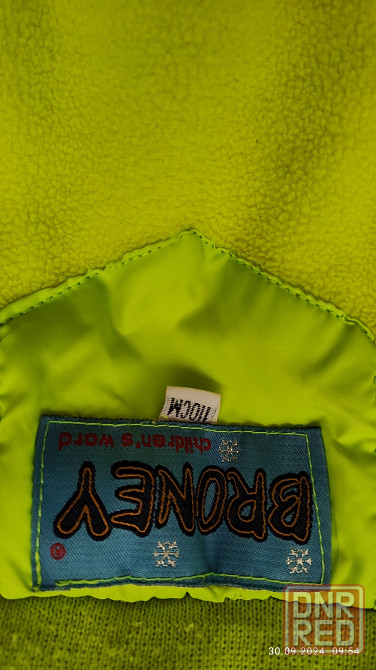 BRONEY®
children's word
110CM
DNR
RED
30.09.2024 09:54